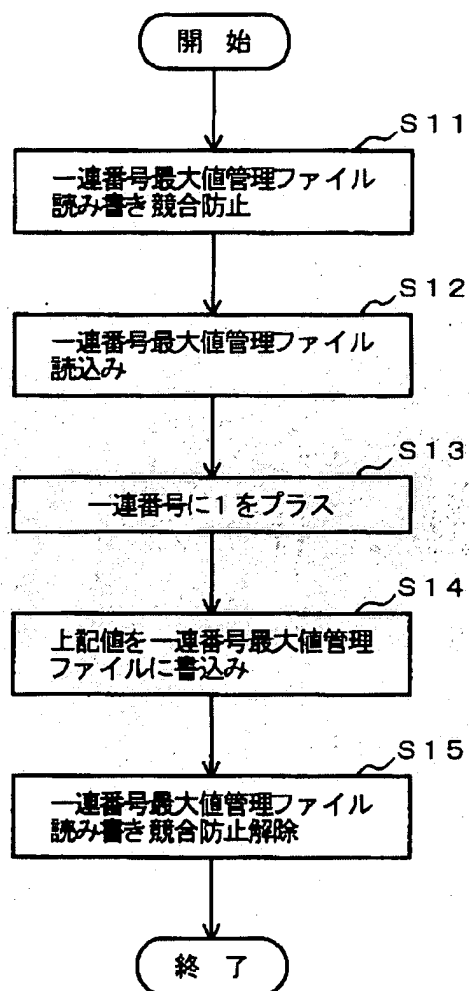 開 始
S11
一連番号最大値管理ファイル
読み書き競合防止
S12
一連番号最大値管理ファイル
読込み
S13
一連番号に1をプラス
S14
上記値を一連番号最大値管理
ファイルに書込み
S15
一連番号最大値管理ファイル
読み書き競合防止解除
終 了